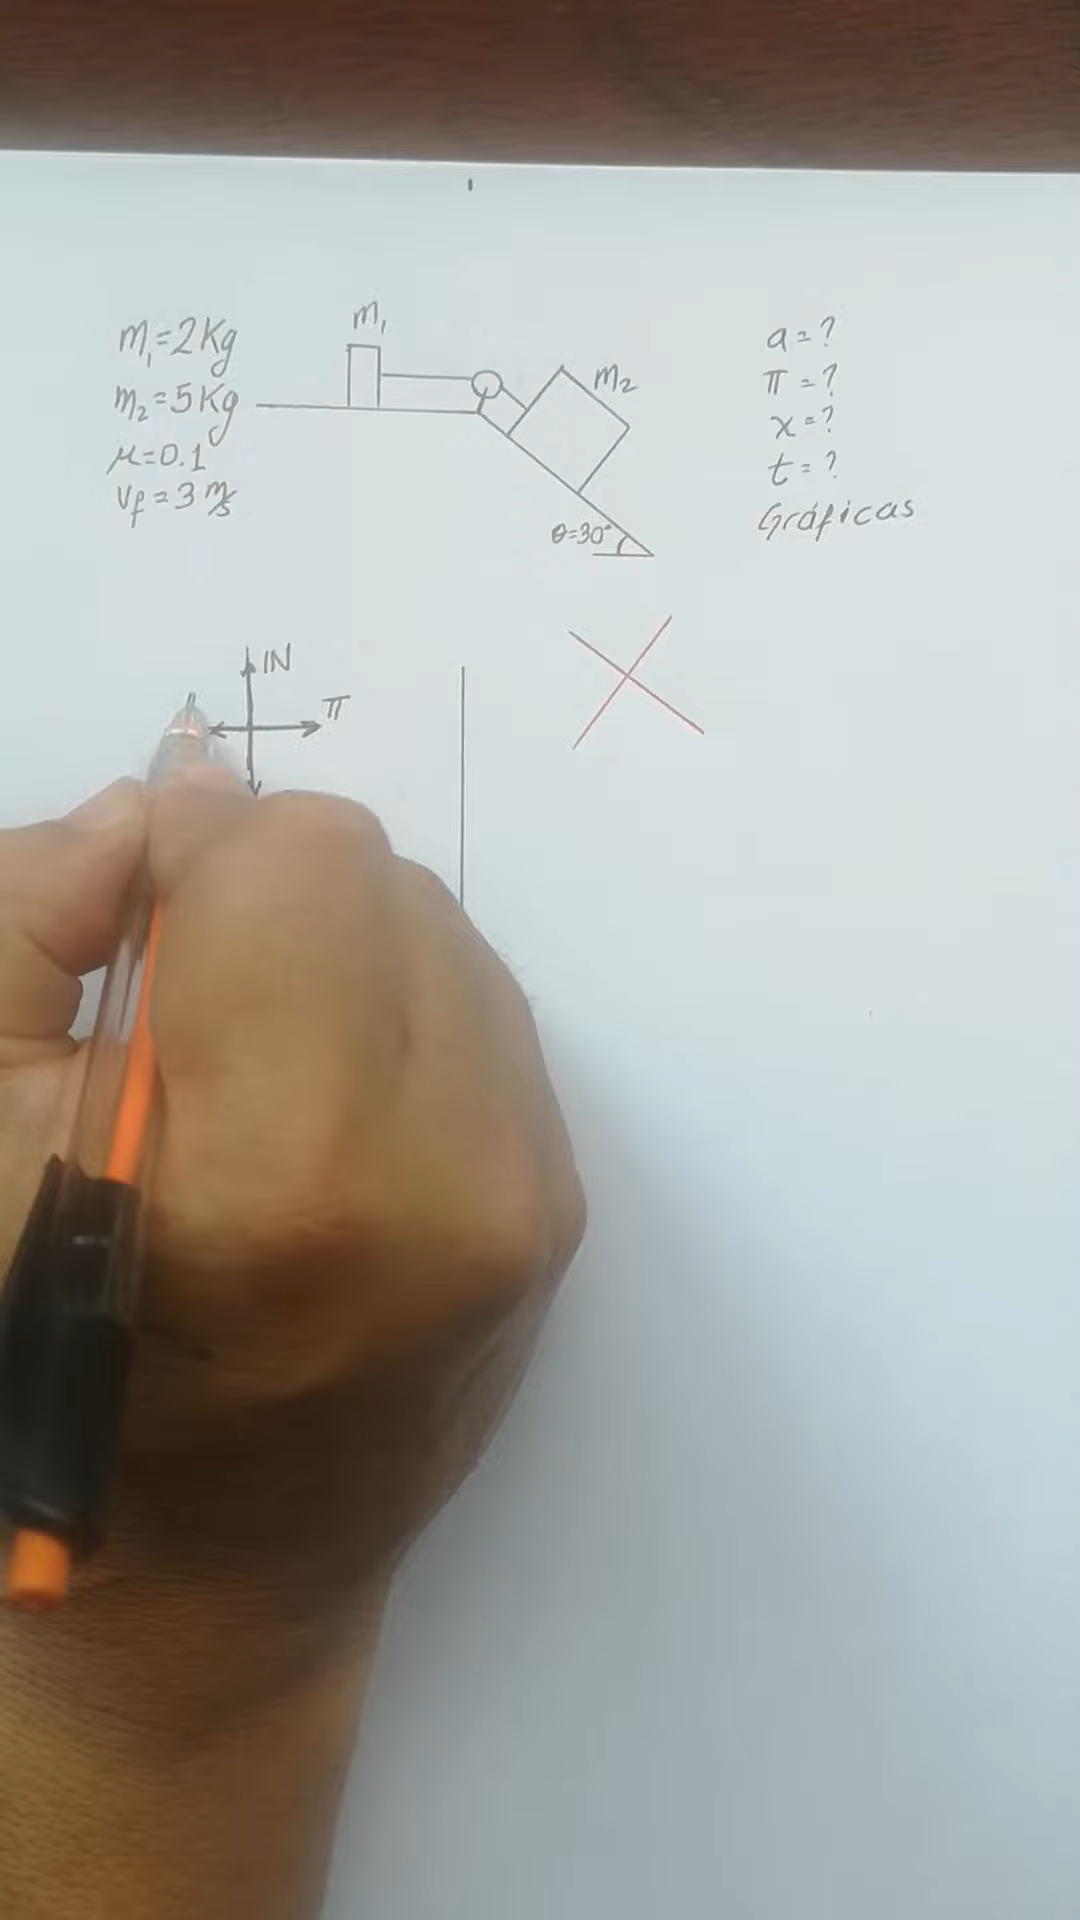 m₁=2Kg
m₂=5Kg
μ=0.1
Vf=3 m/s
m₁
m₂
θ=30°
a=?
T=?
x=?
t=?
Gráficas
N
T